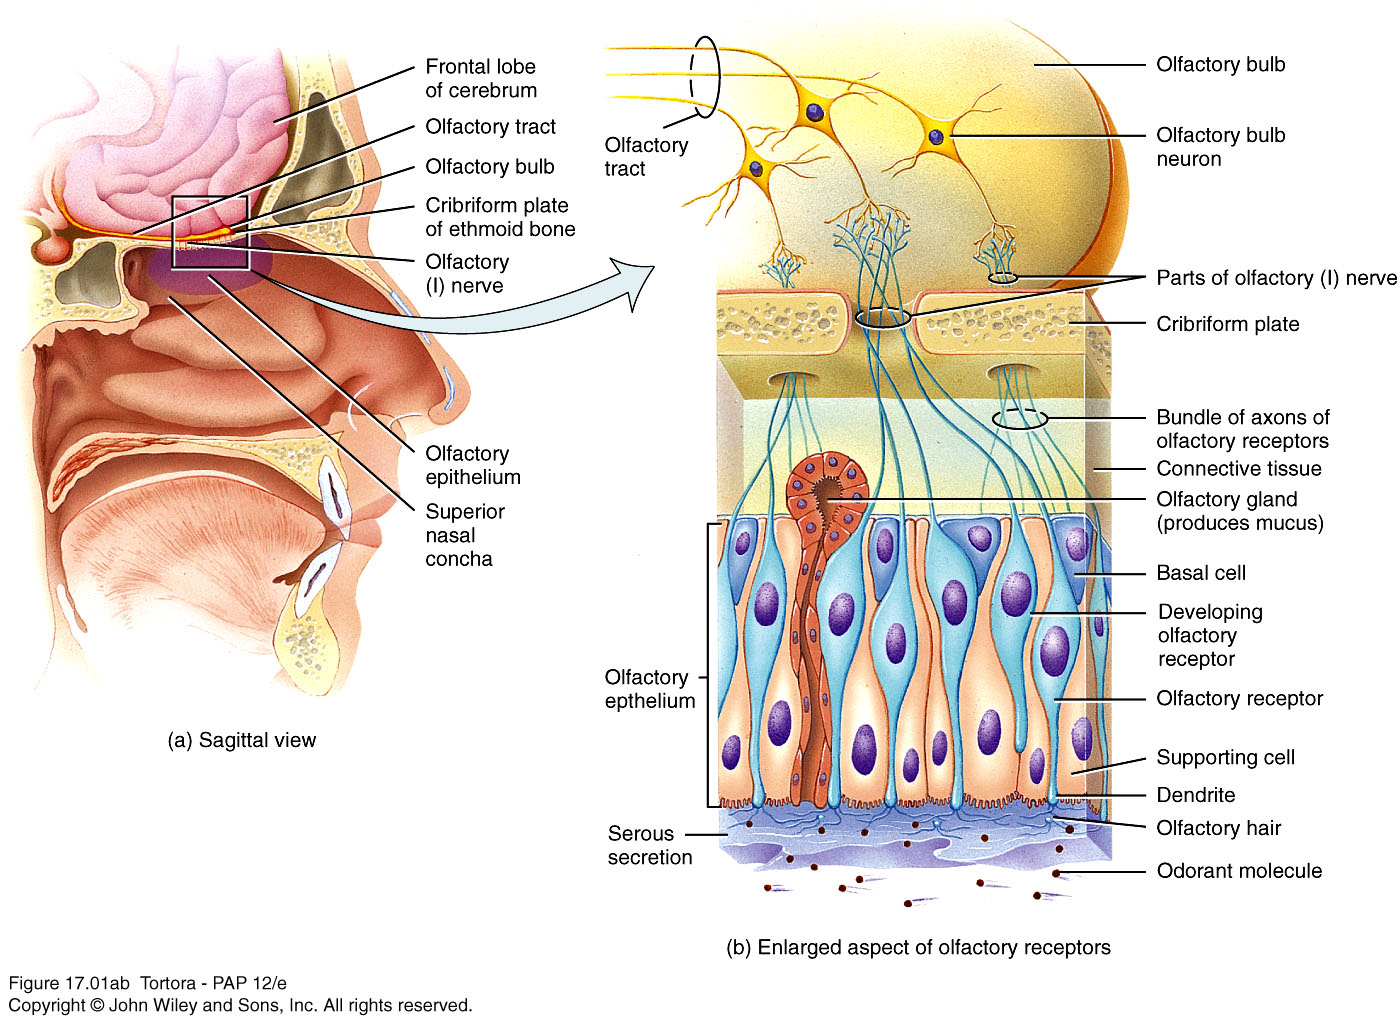 Frontal lobe
of cerebrum
Olfactory tract
Olfactory bulb
Cribriform plate
of ethmoid bone
Olfactory
(I) nerve
Olfactory
epithelium
Superior
nasal
concha
(a) Sagittal view
Olfactory
tract
Olfactory bulb
Olfactory bulb
neuron
Parts of olfactory (I) nerve
Cribriform plate
Bundle of axons of
olfactory receptors
Connective tissue
Olfactory gland
(produces mucus)
Basal cell
Developing
olfactory
receptor
Olfactory
epthelium
Olfactory receptor
Supporting cell
Dendrite
Olfactory hair
Serous
secretion
Odorant molecule
(b) Enlarged aspect of olfactory receptors
Figure 17.01ab Tortora - PAP 12/e
Copyright © John Wiley and Sons, Inc. All rights reserved.